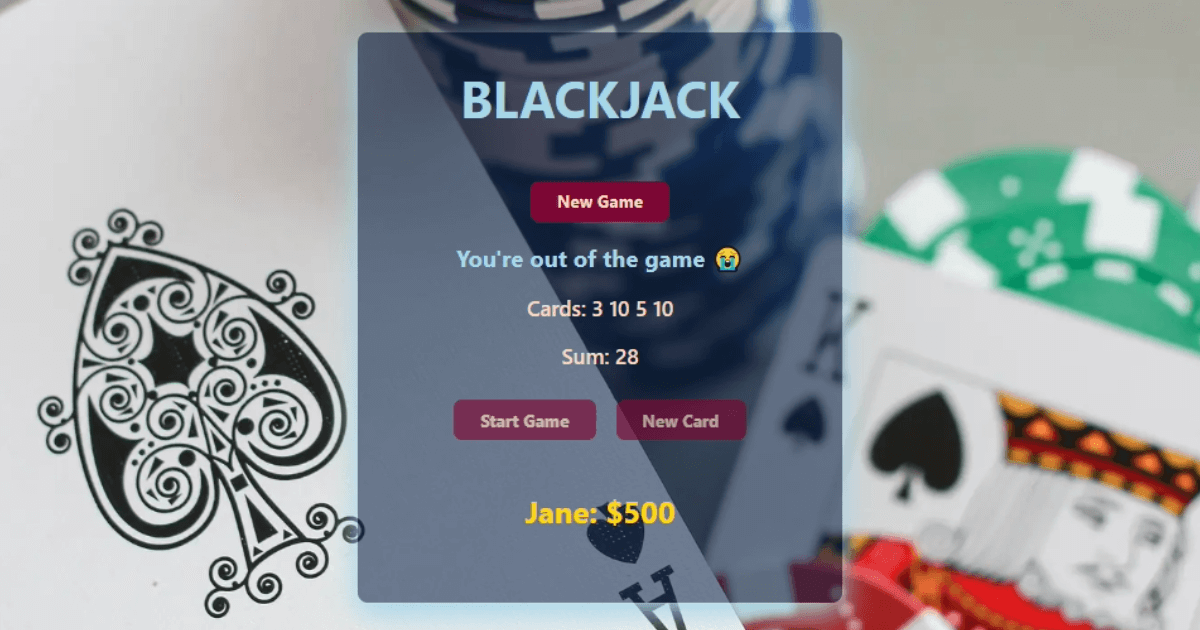 BLACKJACK
New Game
You're out of the game 😭
Cards: 3 10 5 10
Sum: 28
Start Game New Card
Jane: $500
K
A